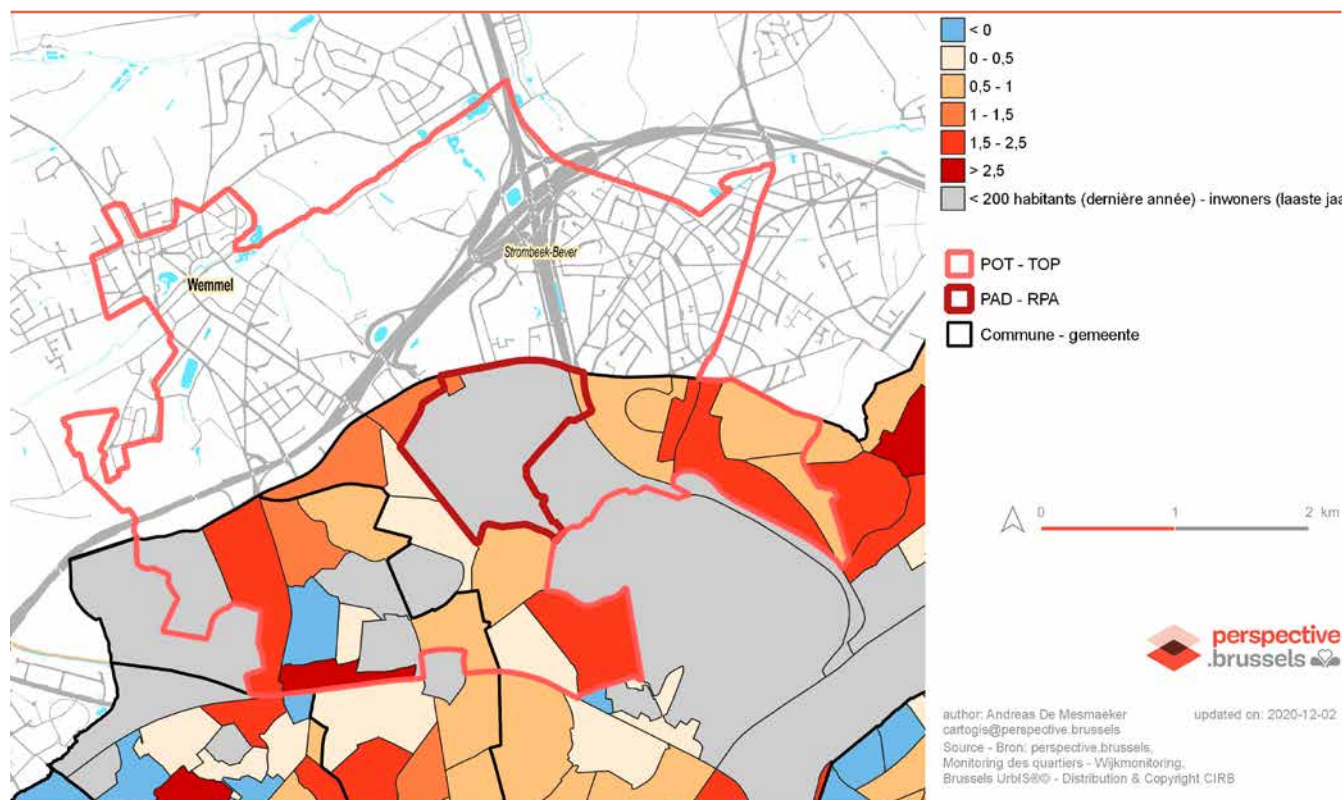 Wemmel
Strombeek-Bever
< 0
0 - 0,5
0,5 - 1
1 - 1,5
1,5 - 2,5
> 2,5
< 200 habitants (dernière année) - inwoners (laaste jaa
POT - TOP
PAD - RPA
Commune - gemeente
0 1 2 km
perspective
.brussels
author: Andreas De Mesmaeker updated on: 2020-12-02
cartogis@perspective.brussels
Source - Bron: perspective.brussels,
Monitoring des quartiers - Wijkmonitoring,
Brussels UrbIS®© - Distribution & Copyright CIRB